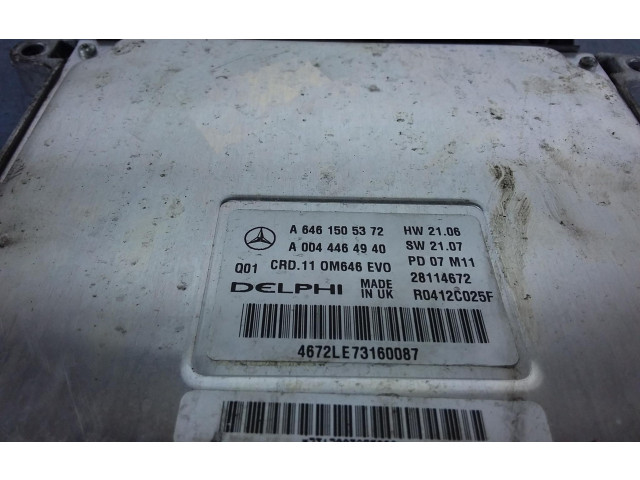 A 646 150 53 72 HW 21.06
A 004 446 49 40 SW 21.07
Q01 CRD.11 OM646 EVO PD 07 M11
DELPHI MADE IN UK 28114672
R0412C025F
4672LE73160087